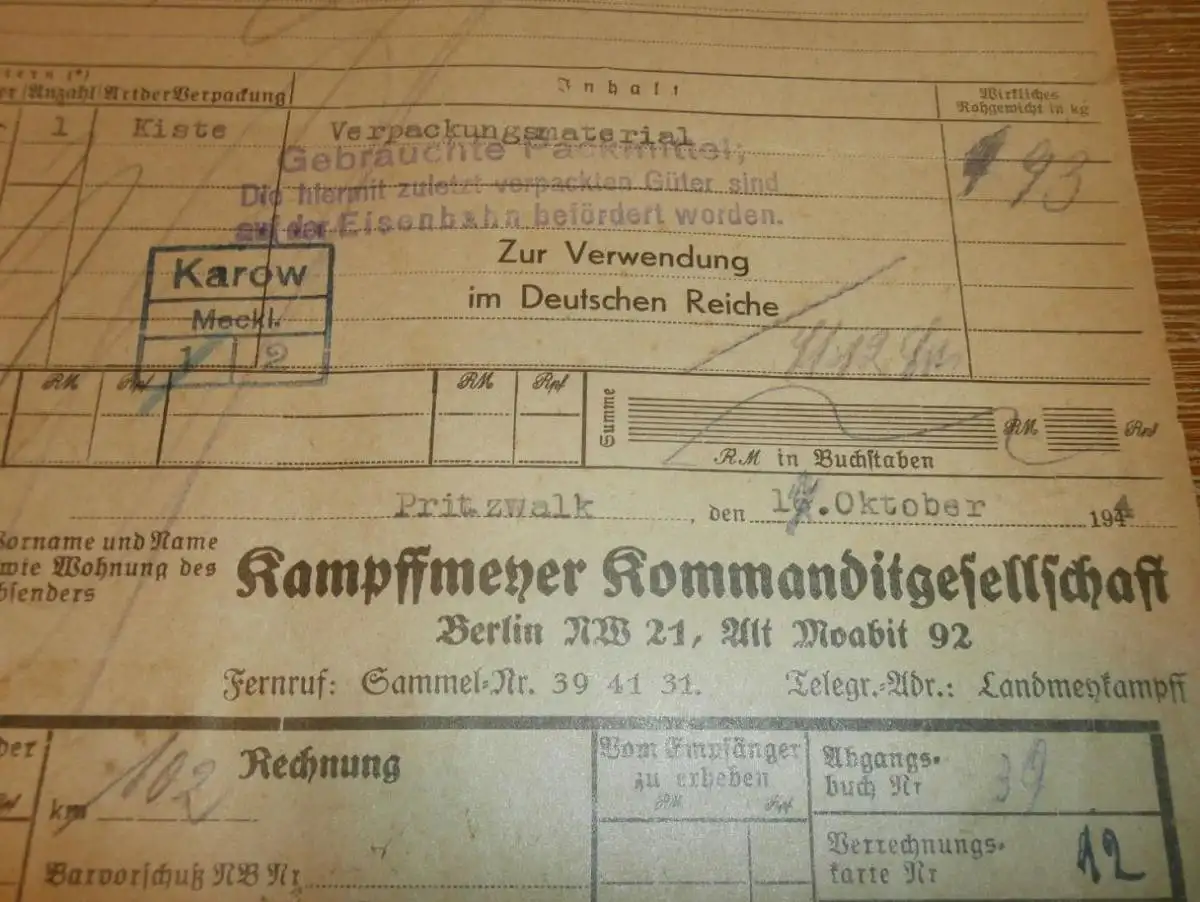 Anzahl Art der Verpackung Inhalt Wirkliches
Rohgewicht in kg
1 Kiste Verpackungsmaterial 93
Gebrauchte Packmittel;
Die hiermit zuletzt verpackten Güter sind
auf der Eisenbahn befördert worden.
Zur Verwendung
im Deutschen Reiche
Karow
Meckl.
1 2
RM Rpf RM Rpf Summe RM Rpf
RM in Buchstaben
Pritzwalk, den Oktober 194
Vorname und Name
wie Wohnung des
Absenders
Kampffmeyer Kommanditgesellschaft
Berlin NW 21, Alt Moabit 92
Fernruf: Sammel-Nr. 39 41 31. Telegr.-Adr.: Landmeykampff
km 102 Rechnung
Vom Empfänger
zu erheben
RM Rpf
Abgangs-
buch Nr 39
Verrechnungs-
karte Nr 12
Barvorschuß NB Nr